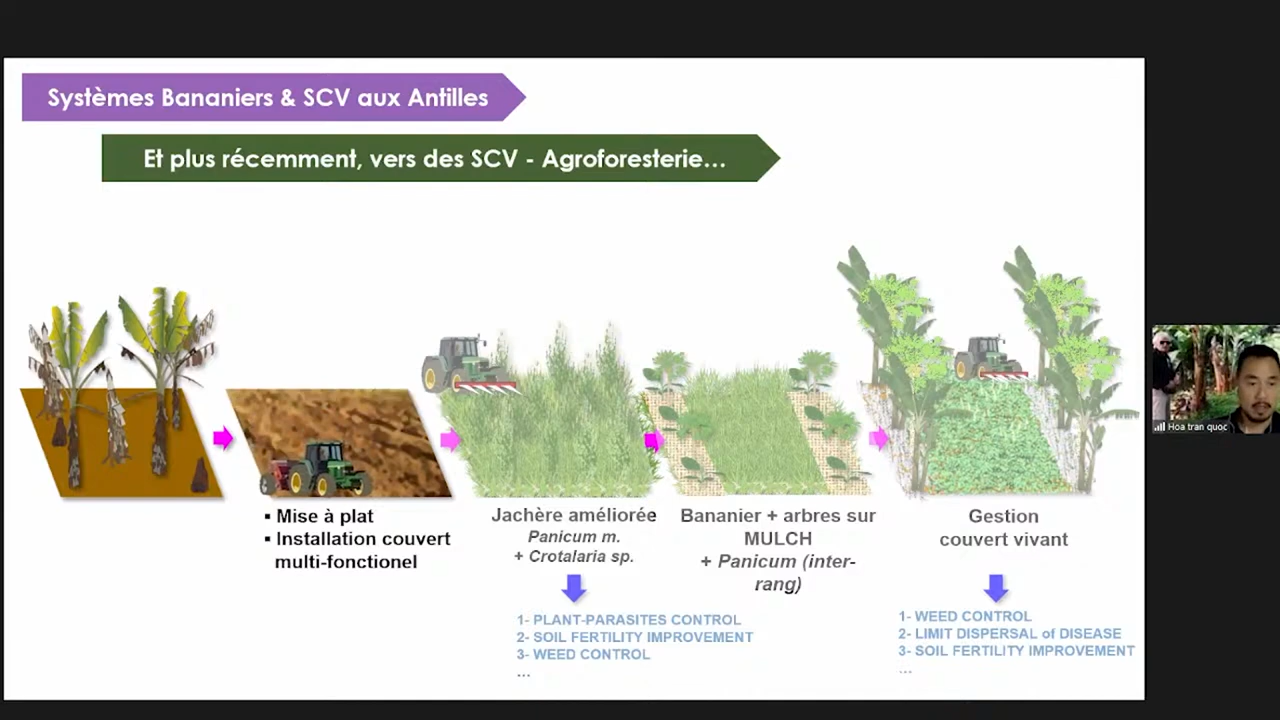 Systèmes Bananiers & SCV aux Antilles
Et plus récemment, vers des SCV - Agroforesterie...
▪ Mise à plat
▪ Installation couvert
multi-fonctionel
Jachère améliorée
Panicum m.
+ Crotalaria sp.
Bananier + arbres sur
MULCH
+ Panicum (inter-
rang)
Gestion
couvert vivant
1- PLANT-PARASITES CONTROL
2- SOIL FERTILITY IMPROVEMENT
3- WEED CONTROL
...
1- WEED CONTROL
2- LIMIT DISPERSAL of DISEASE
3- SOIL FERTILITY IMPROVEMENT
...
Hoa tran quoc